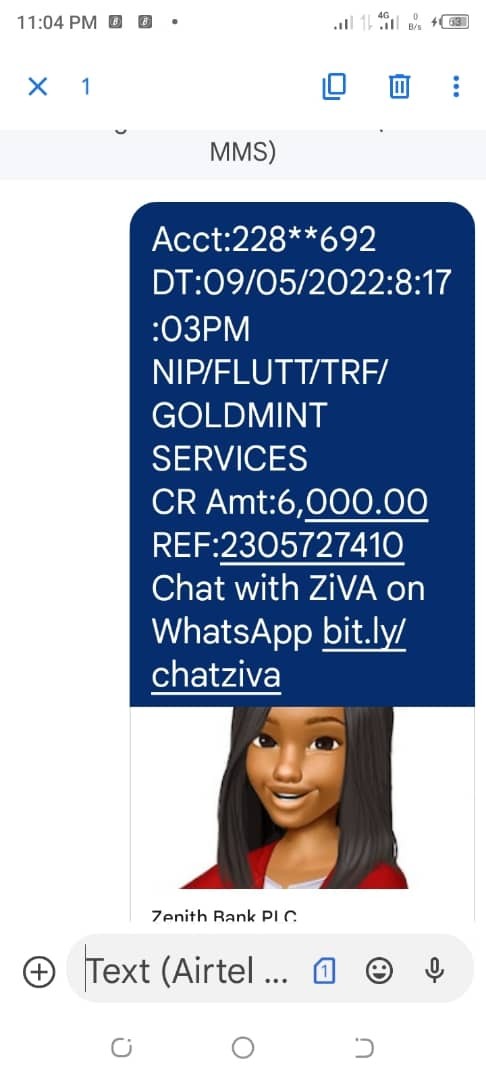 11:04 PM
4G
0
B/s
63
1
MMS)
Acct:228**692
DT:09/05/2022:8:17
:03PM
NIP/FLUTT/TRF/
GOLDMINT
SERVICES
CR Amt:6,000.00
REF:2305727410
Chat with ZiVA on
WhatsApp bit.ly/
chatziva
Zenith Bank PLC
Text (Airtel ...
1